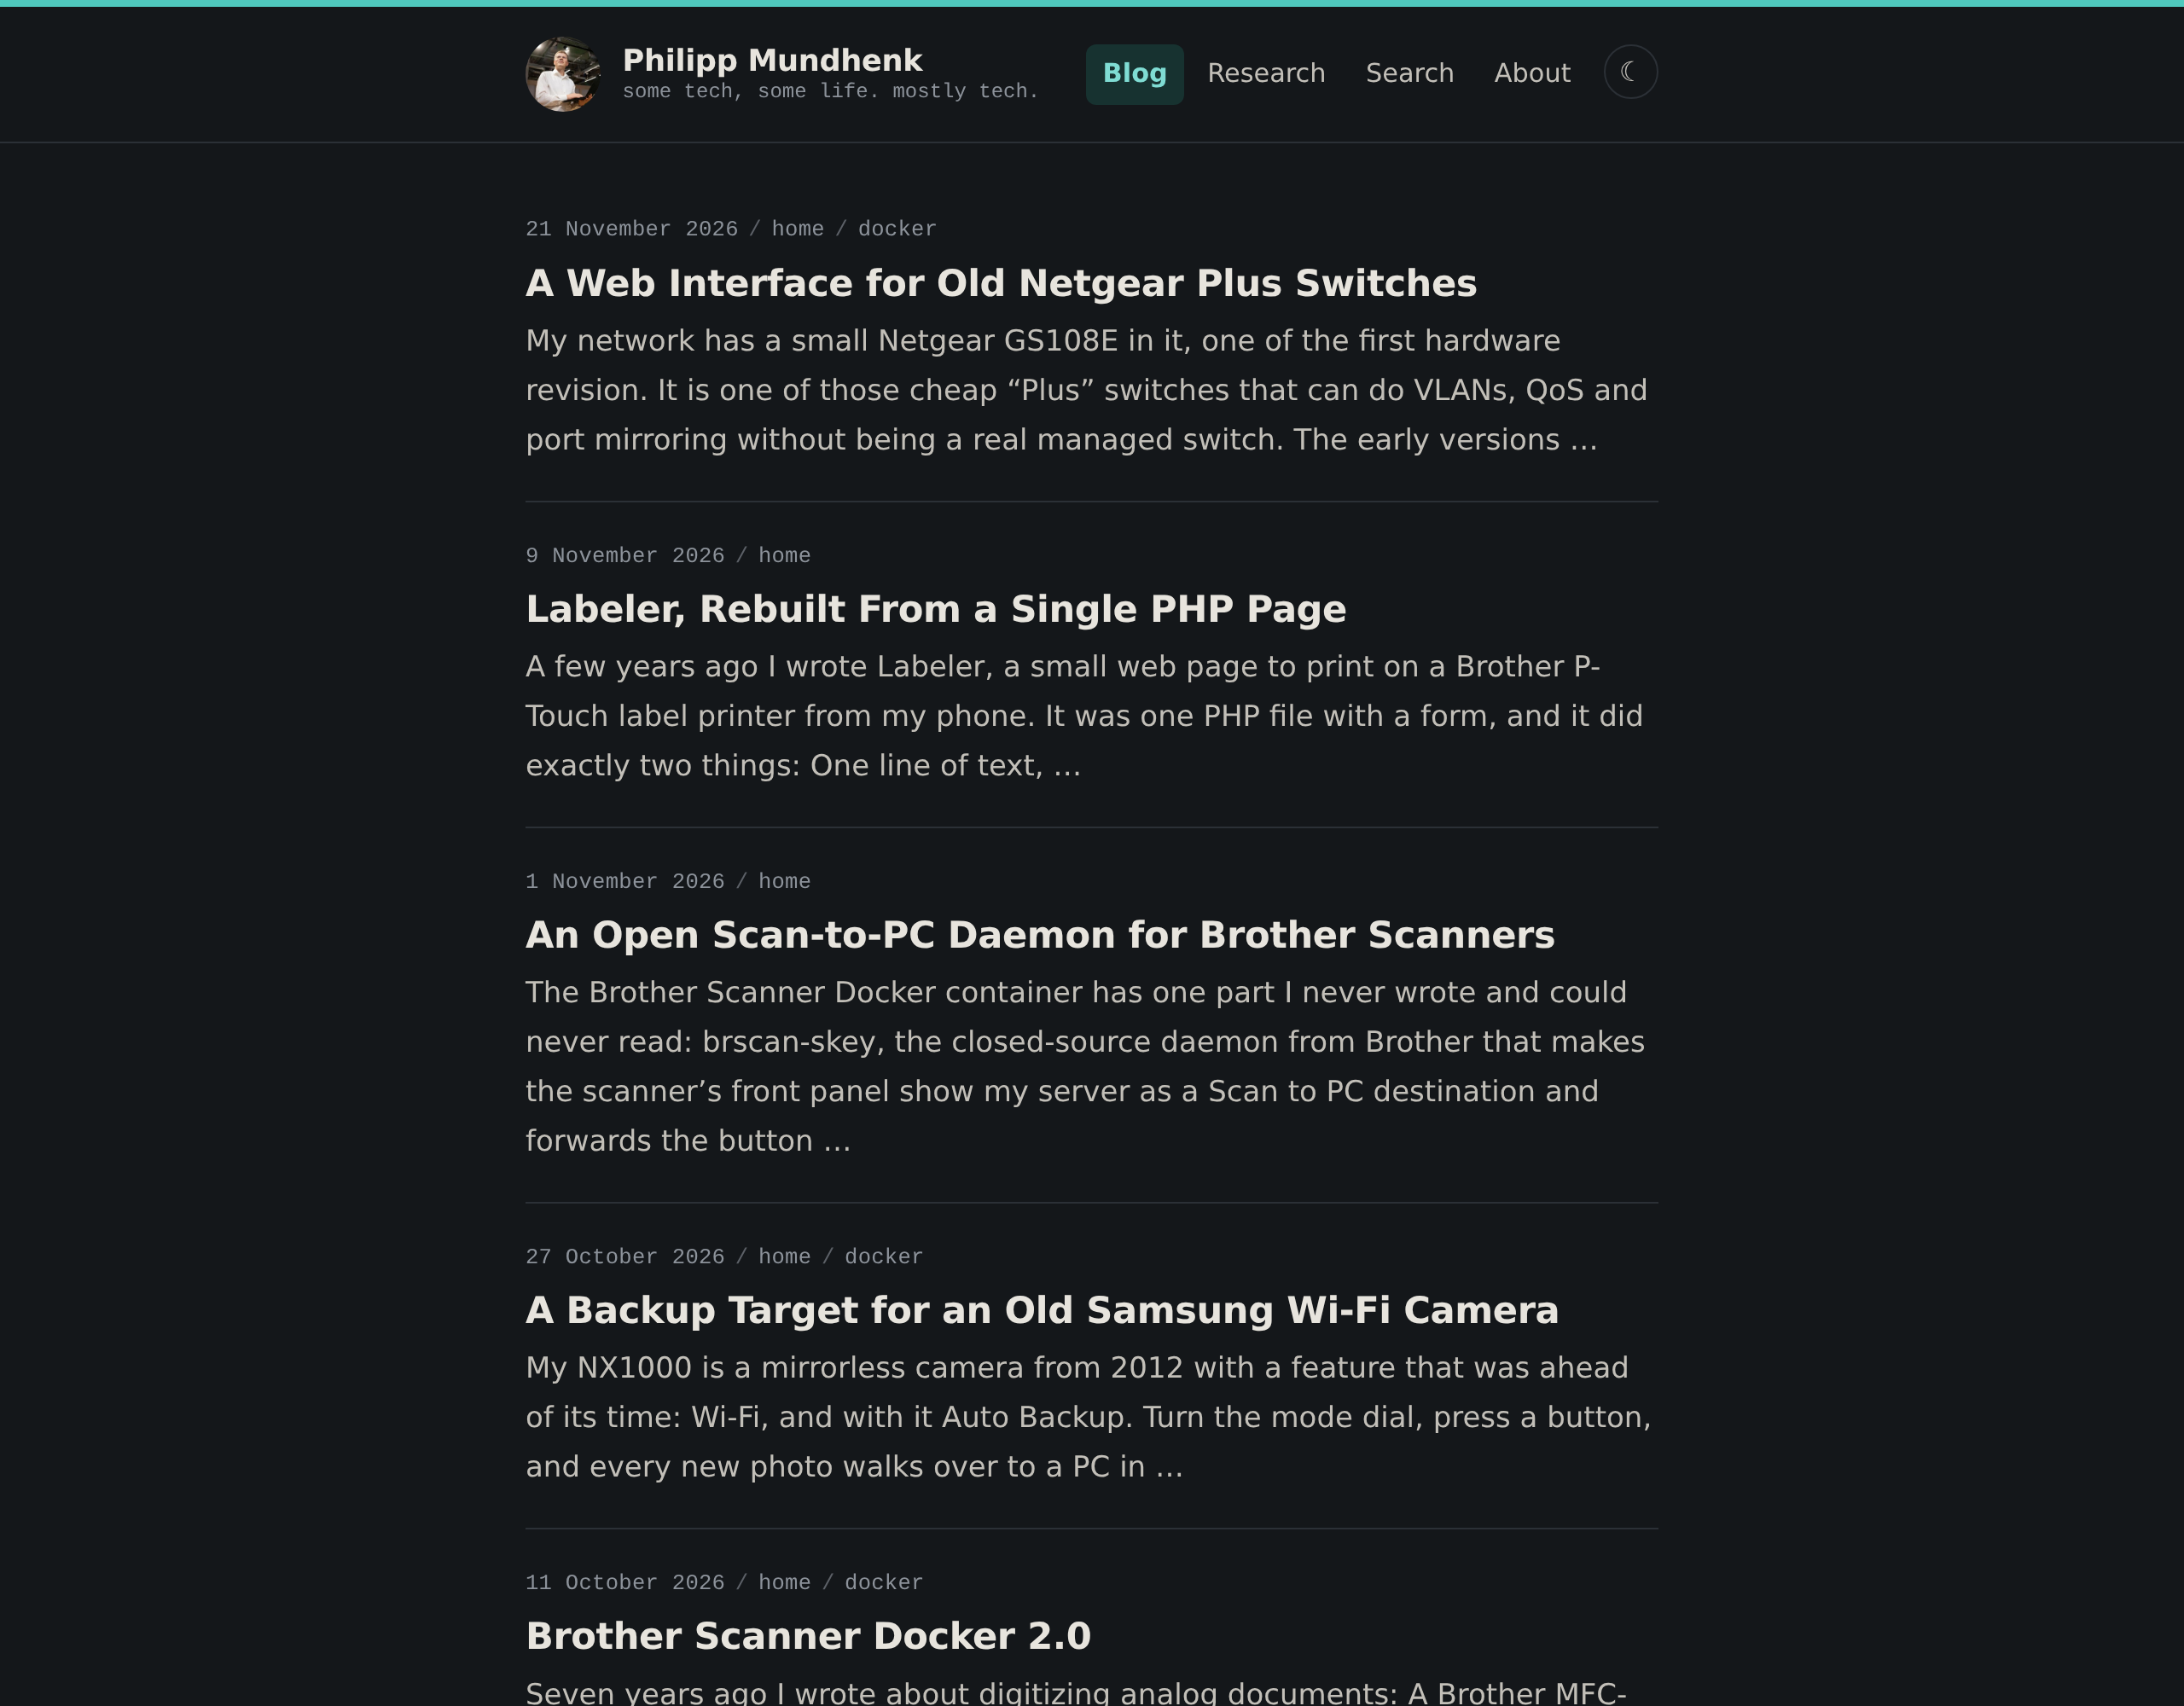 Philipp Mundhenk
some tech, some life. mostly tech.
Blog Research Search About
21 November 2026 / home / docker
A Web Interface for Old Netgear Plus Switches
My network has a small Netgear GS108E in it, one of the first hardware
revision. It is one of those cheap “Plus” switches that can do VLANs, QoS and
port mirroring without being a real managed switch. The early versions …
9 November 2026 / home
Labeler, Rebuilt From a Single PHP Page
A few years ago I wrote Labeler, a small web page to print on a Brother P-
Touch label printer from my phone. It was one PHP file with a form, and it did
exactly two things: One line of text, …
1 November 2026 / home
An Open Scan-to-PC Daemon for Brother Scanners
The Brother Scanner Docker container has one part I never wrote and could
never read: brscan-skey, the closed-source daemon from Brother that makes
the scanner’s front panel show my server as a Scan to PC destination and
forwards the button …
27 October 2026 / home / docker
A Backup Target for an Old Samsung Wi-Fi Camera
My NX1000 is a mirrorless camera from 2012 with a feature that was ahead
of its time: Wi-Fi, and with it Auto Backup. Turn the mode dial, press a button,
and every new photo walks over to a PC in …
11 October 2026 / home / docker
Brother Scanner Docker 2.0
Seven years ago I wrote about digitizing analog documents: A Brother MFC-